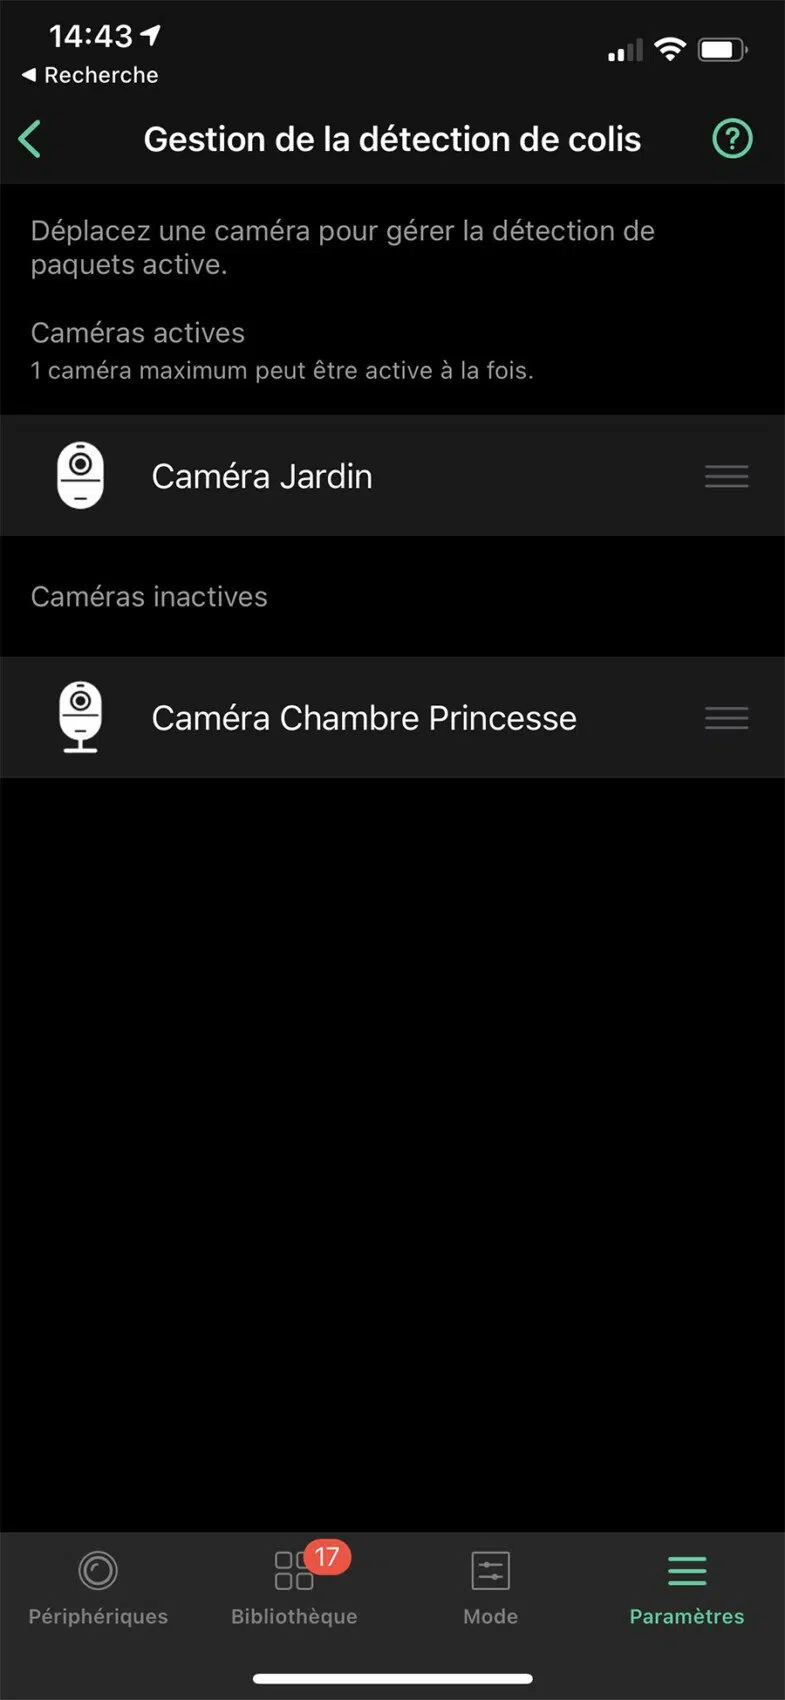 14:43
◀ Recherche
Gestion de la détection de colis
?
Déplacez une caméra pour gérer la détection de
paquets active.
Caméras actives
1 caméra maximum peut être active à la fois.
Caméra Jardin
Caméras inactives
Caméra Chambre Princesse
17
Périphériques
Bibliothèque
Mode
Paramètres